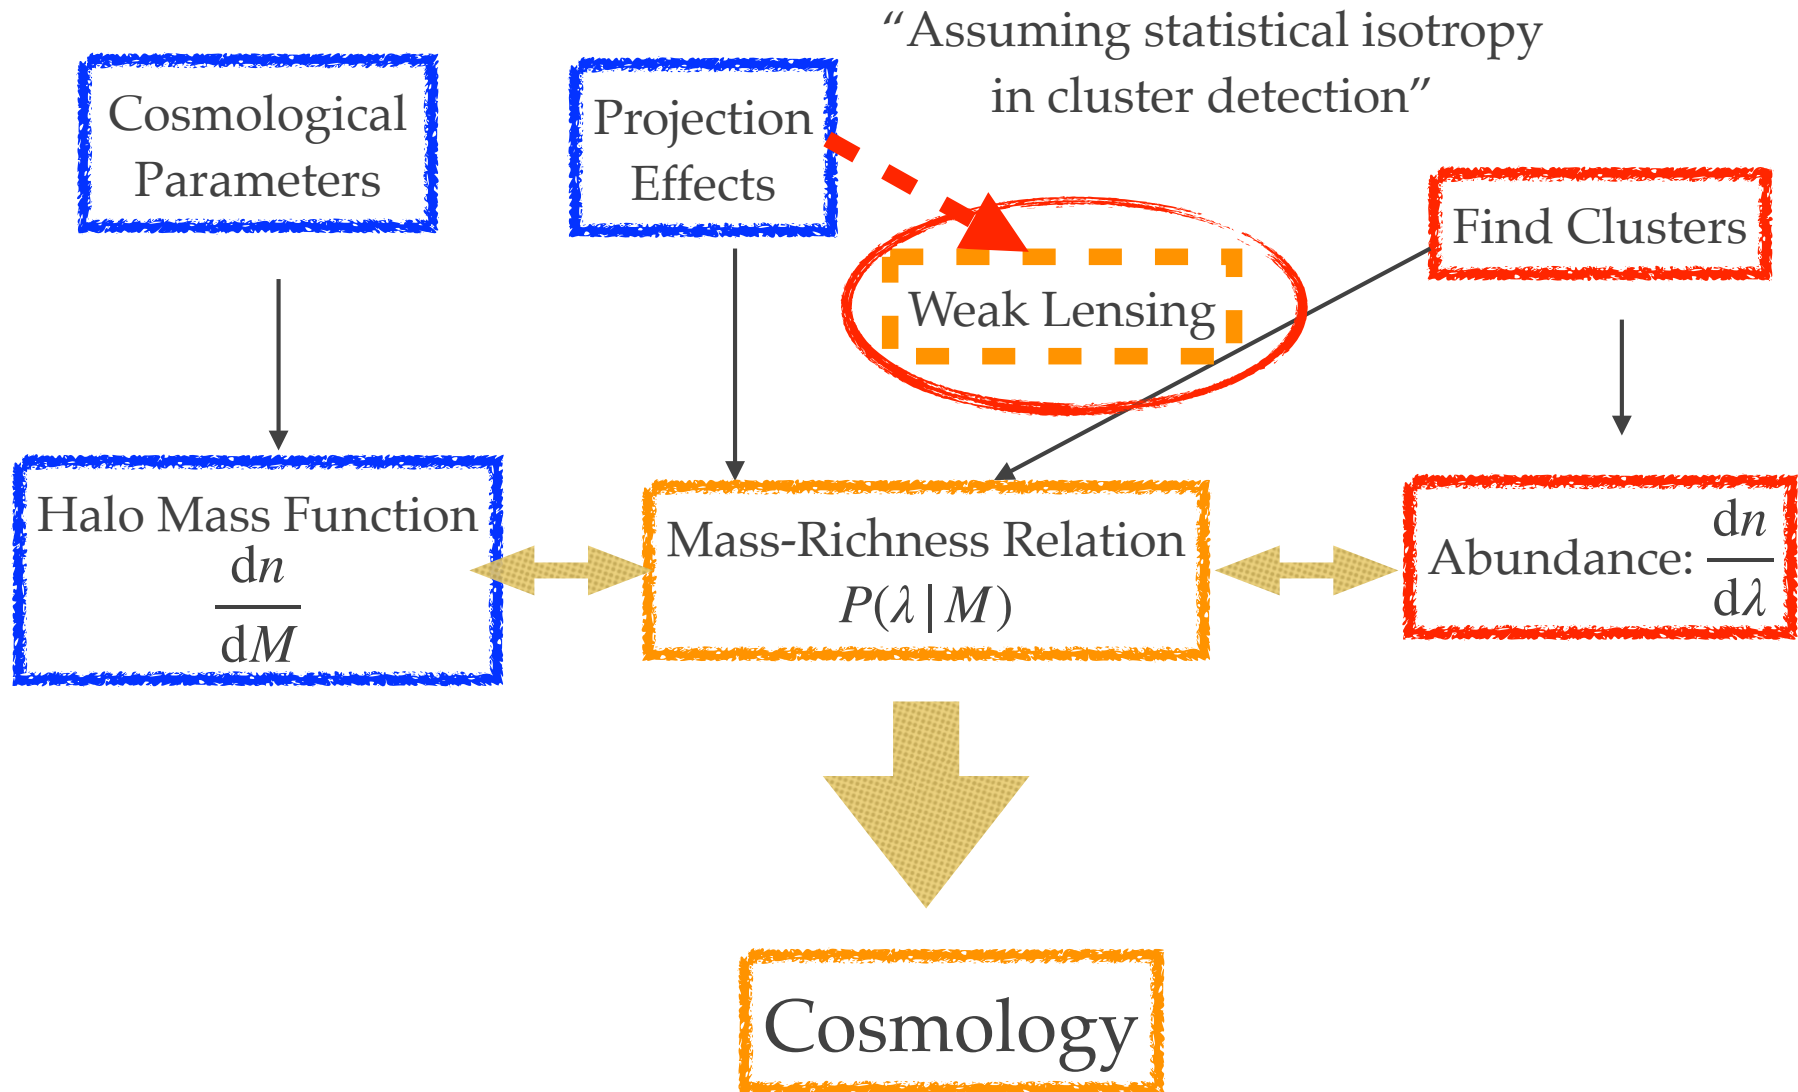 “Assuming statistical isotropy
in cluster detection”
Cosmological
Parameters
Projection
Effects
Find Clusters
Weak Lensing
Halo Mass Function
dn
dM
Mass-Richness Relation
P(λ | M)
Abundance: dn
dλ
Cosmology